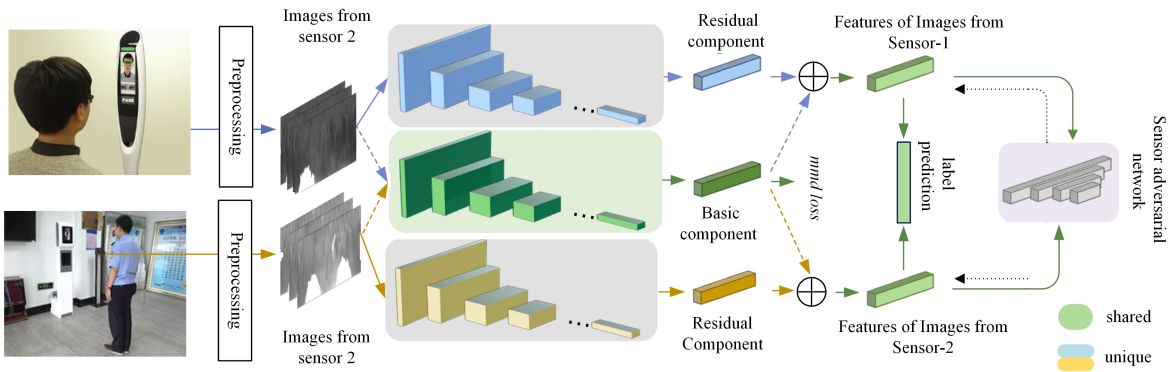 Images from
sensor 2
Preprocessing
Residual
component
Features of Images from
Sensor-1
Basic
component
mmd loss
label
prediction
Sensor adversarial
network
Preprocessing
Images from
sensor 2
Residual
Component
Features of Images from
Sensor-2
shared
unique